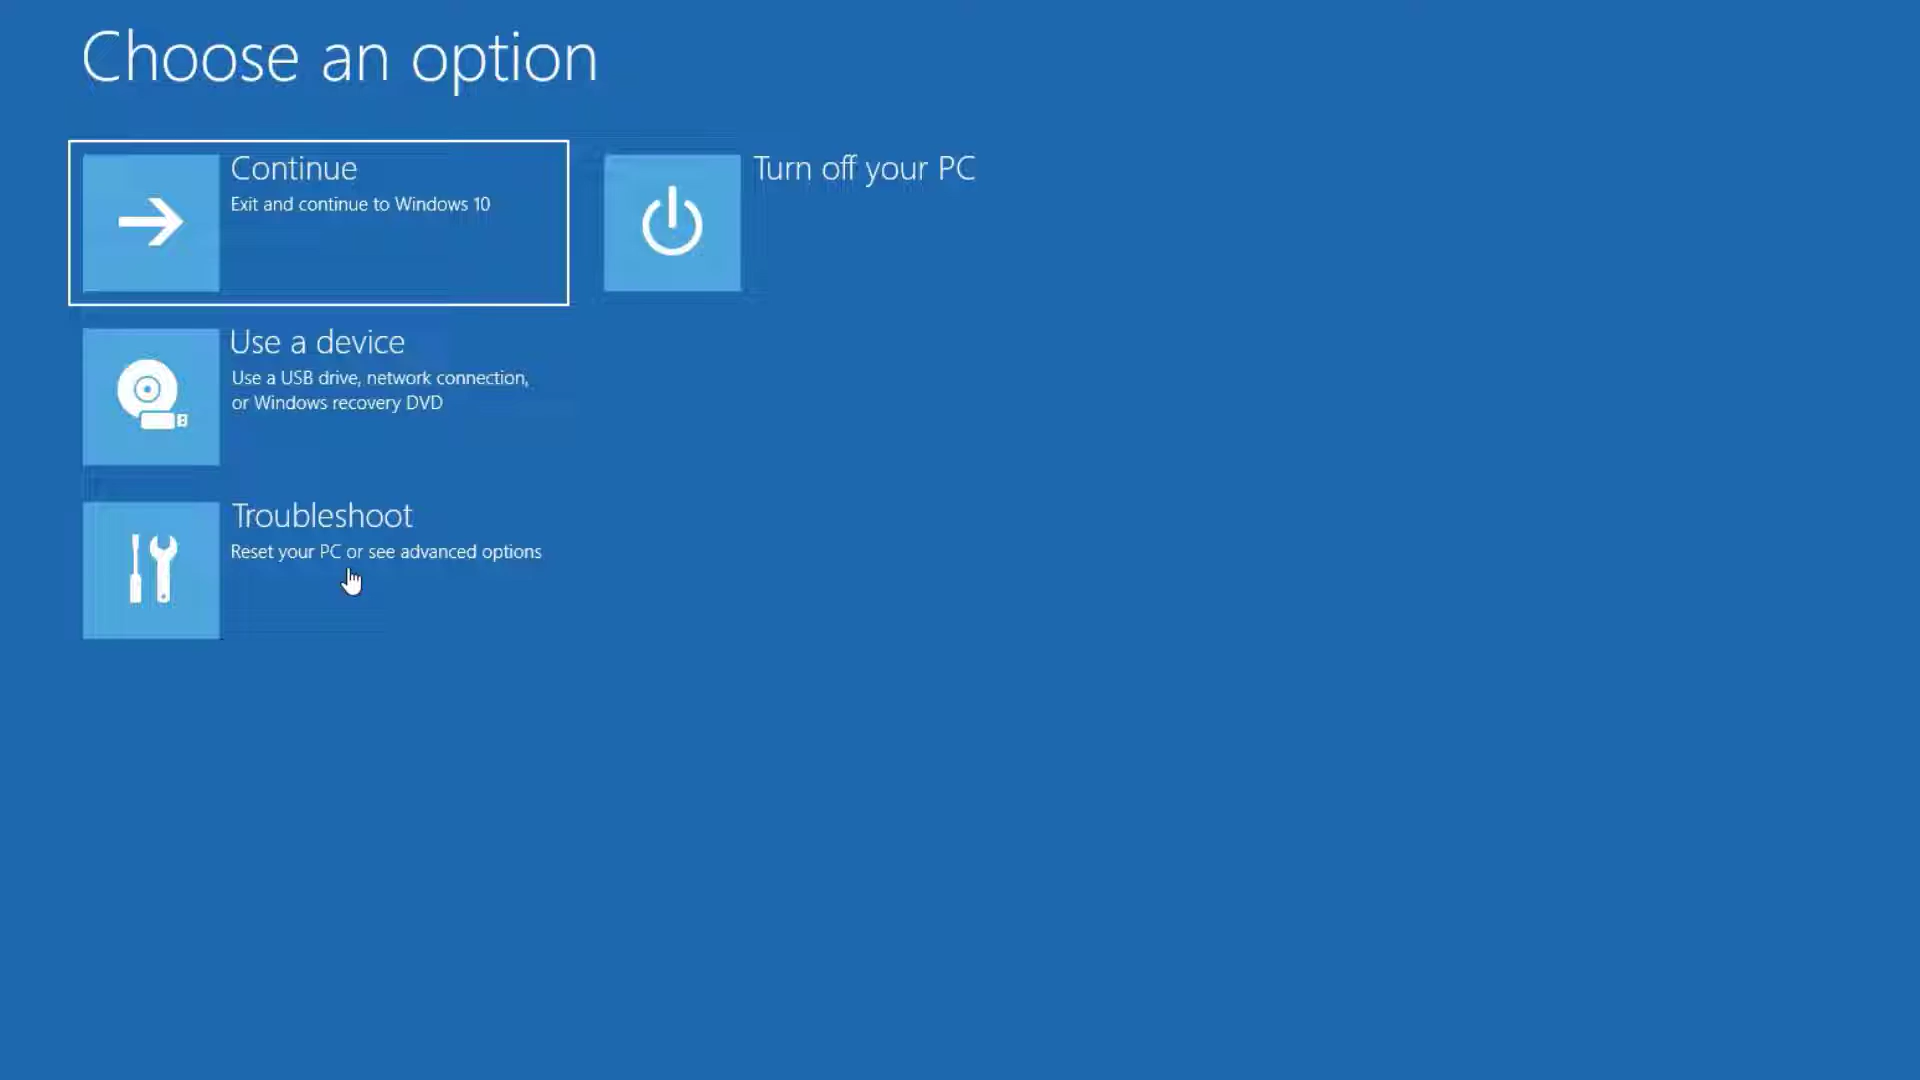 Choose an option
Continue
Exit and continue to Windows 10
Turn off your PC
Use a device
Use a USB drive, network connection,
or Windows recovery DVD
Troubleshoot
Reset your PC or see advanced options